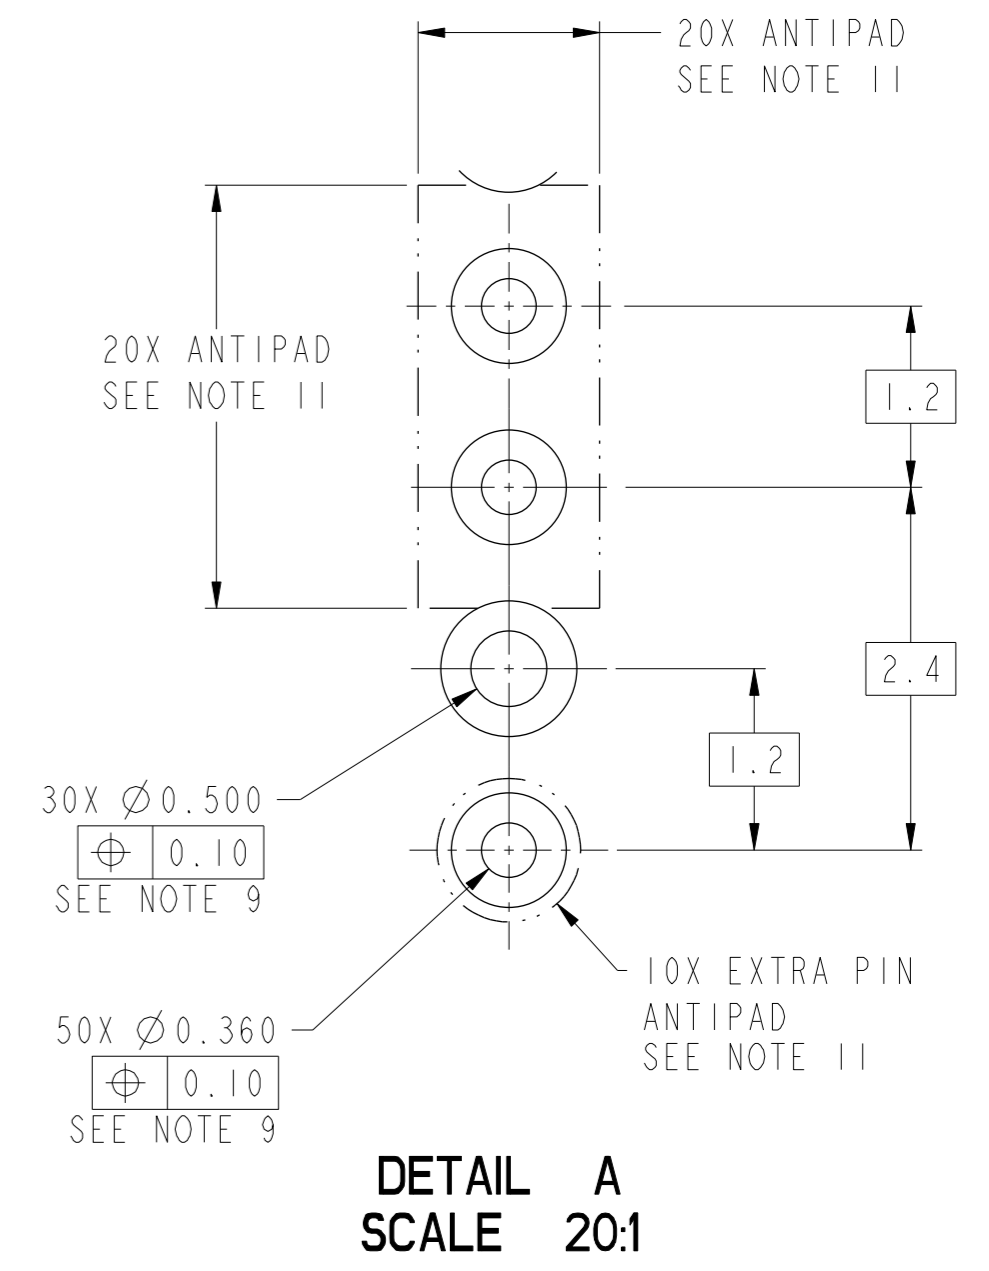 20X ANTIPAD
SEE NOTE 11
20X ANTIPAD
SEE NOTE 11
1.2
2.4
1.2
30X Ø0.500
⌖ 0.10
SEE NOTE 9
10X EXTRA PIN
ANTIPAD
SEE NOTE 11
50X Ø0.360
⌖ 0.10
SEE NOTE 9
DETAIL A
SCALE 20:1